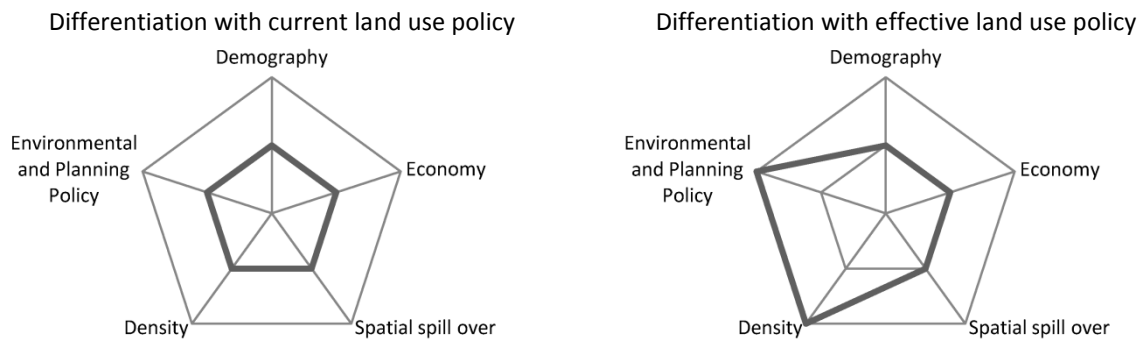 Differentiation with current land use policy
Demography
Environmental
and Planning
Policy
Economy
Density
Spatial spill over
Differentiation with effective land use policy
Demography
Environmental
and Planning
Policy
Economy
Density
Spatial spill over